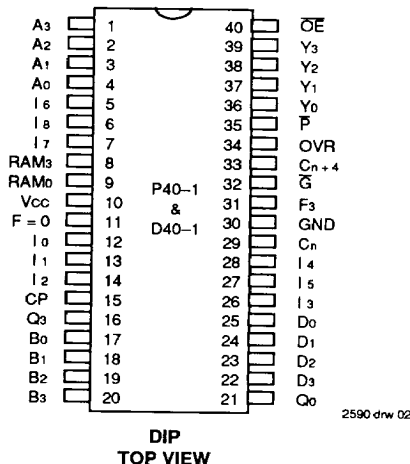 A3 1 40 OE
A2 2 39 Y3
A1 3 38 Y2
A0 4 37 Y1
I6 5 36 Y0
I8 6 35 P
I7 7 34 OVR
RAM3 8 33 Cn+4
RAM0 9 32 G
VCC 10 31 F3
F = 0 11 30 GND
I0 12 29 Cn
I1 13 28 I4
I2 14 27 I5
CP 15 26 I3
Q3 16 25 D0
B0 17 24 D1
B1 18 23 D2
B2 19 22 D3
B3 20 21 Q0
P40–1
&
D40–1
2590 drw 02
DIP
TOP VIEW